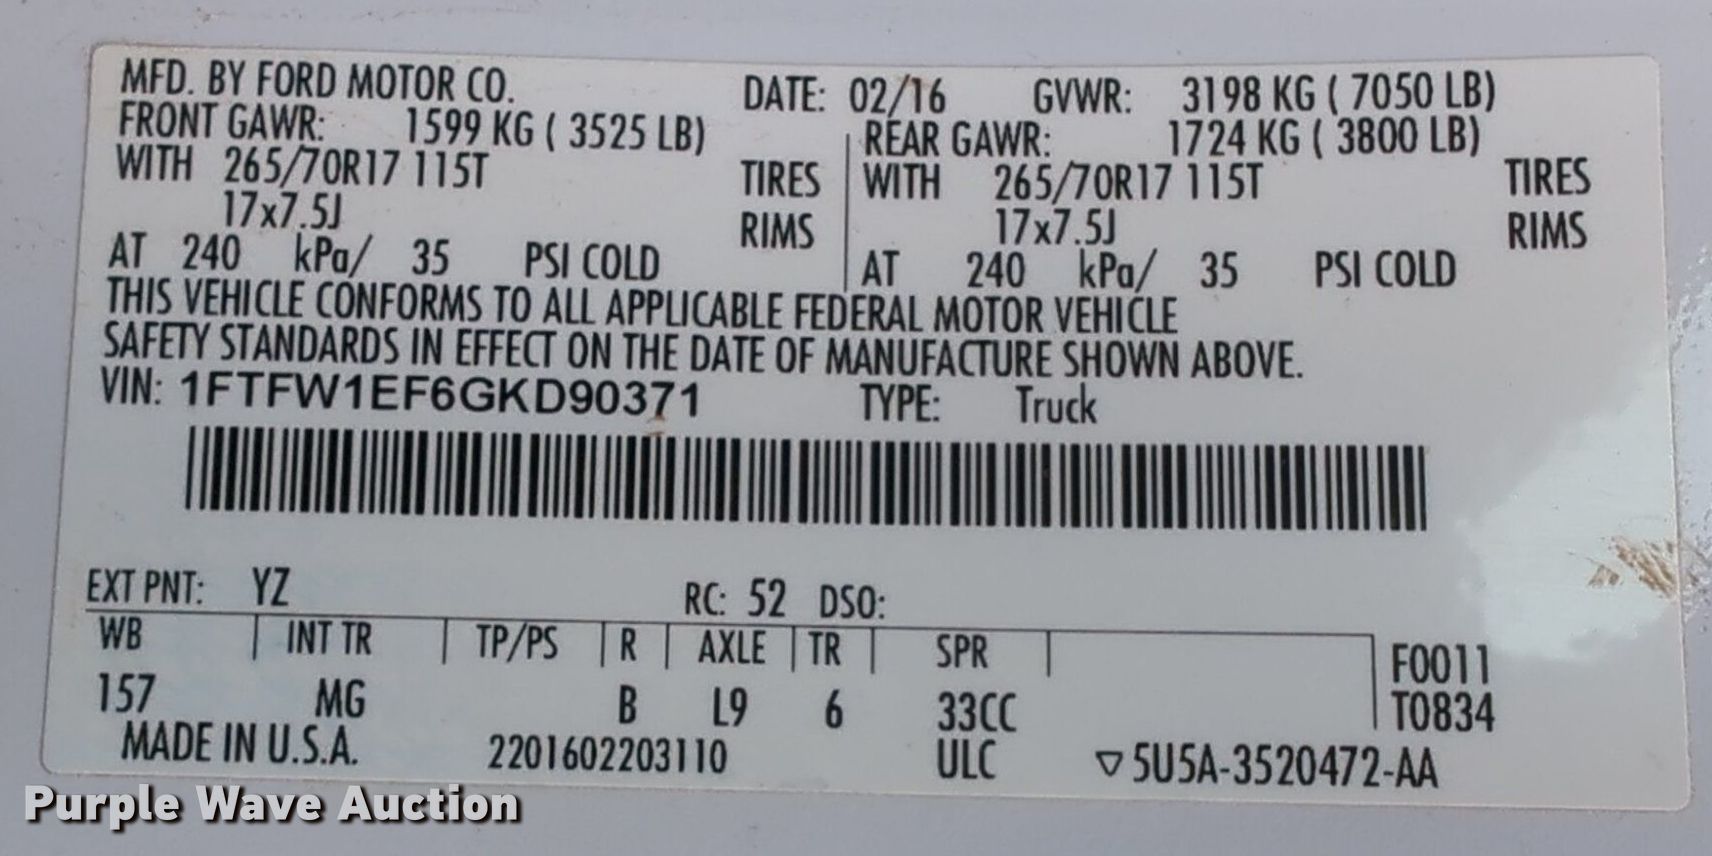 MFD. BY FORD MOTOR CO.
DATE: 02/16 GVWR: 3198 KG ( 7050 LB)
FRONT GAWR: 1599 KG ( 3525 LB)
REAR GAWR: 1724 KG ( 3800 LB)
WITH 265/70R17 115T TIRES
WITH 265/70R17 115T TIRES
17x7.5J RIMS
17x7.5J RIMS
AT 240 kPa/ 35 PSI COLD
AT 240 kPa/ 35 PSI COLD
THIS VEHICLE CONFORMS TO ALL APPLICABLE FEDERAL MOTOR VEHICLE
SAFETY STANDARDS IN EFFECT ON THE DATE OF MANUFACTURE SHOWN ABOVE.
VIN: 1FTFW1EF6GKD90371 TYPE: Truck
EXT PNT: YZ RC: 52 DSO:
WB INT TR TP/PS R AXLE TR SPR
F0011
157 MG B L9 6 33CC
T0834
MADE IN U.S.A. 2201602203110 ULC ▽5U5A-3520472-AA
Purple Wave Auction